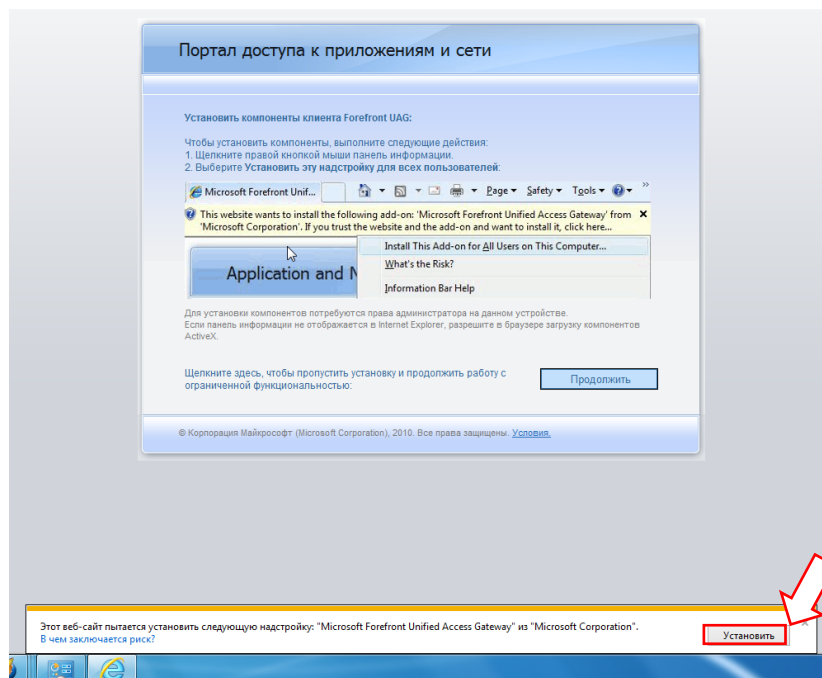 Портал доступа к приложениям и сети
Установить компоненты клиента Forefront UAG:
Чтобы установить компоненты, выполните следующие действия:
1. Щелкните правой кнопкой мыши панель информации.
2. Выберите Установить эту надстройку для всех пользователей:
Microsoft Forefront Unif... Page Safety Tools
This website wants to install the following add-on: 'Microsoft Forefront Unified Access Gateway' from
'Microsoft Corporation'. If you trust the website and the add-on and want to install it, click here...
Install This Add-on for All Users on This Computer...
What's the Risk?
Information Bar Help
Application and N
Для установки компонентов потребуются права администратора на данном устройстве.
Если панель информации не отображается в Internet Explorer, разрешите в браузере загрузку компонентов
ActiveX.
Щелкните здесь, чтобы пропустить установку и продолжить работу с
ограниченной функциональностью:
Продолжить
© Корпорация Майкрософт (Microsoft Corporation), 2010. Все права защищены. Условия.
Этот веб-сайт пытается установить следующую надстройку: "Microsoft Forefront Unified Access Gateway" из "Microsoft Corporation".
В чем заключается риск?
Установить